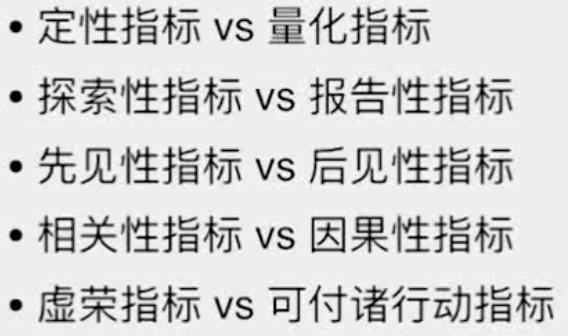 • 定性指标 vs 量化指标
• 探索性指标 vs 报告性指标
• 先见性指标 vs 后见性指标
• 相关性指标 vs 因果性指标
• 虚荣指标 vs 可付诸行动指标